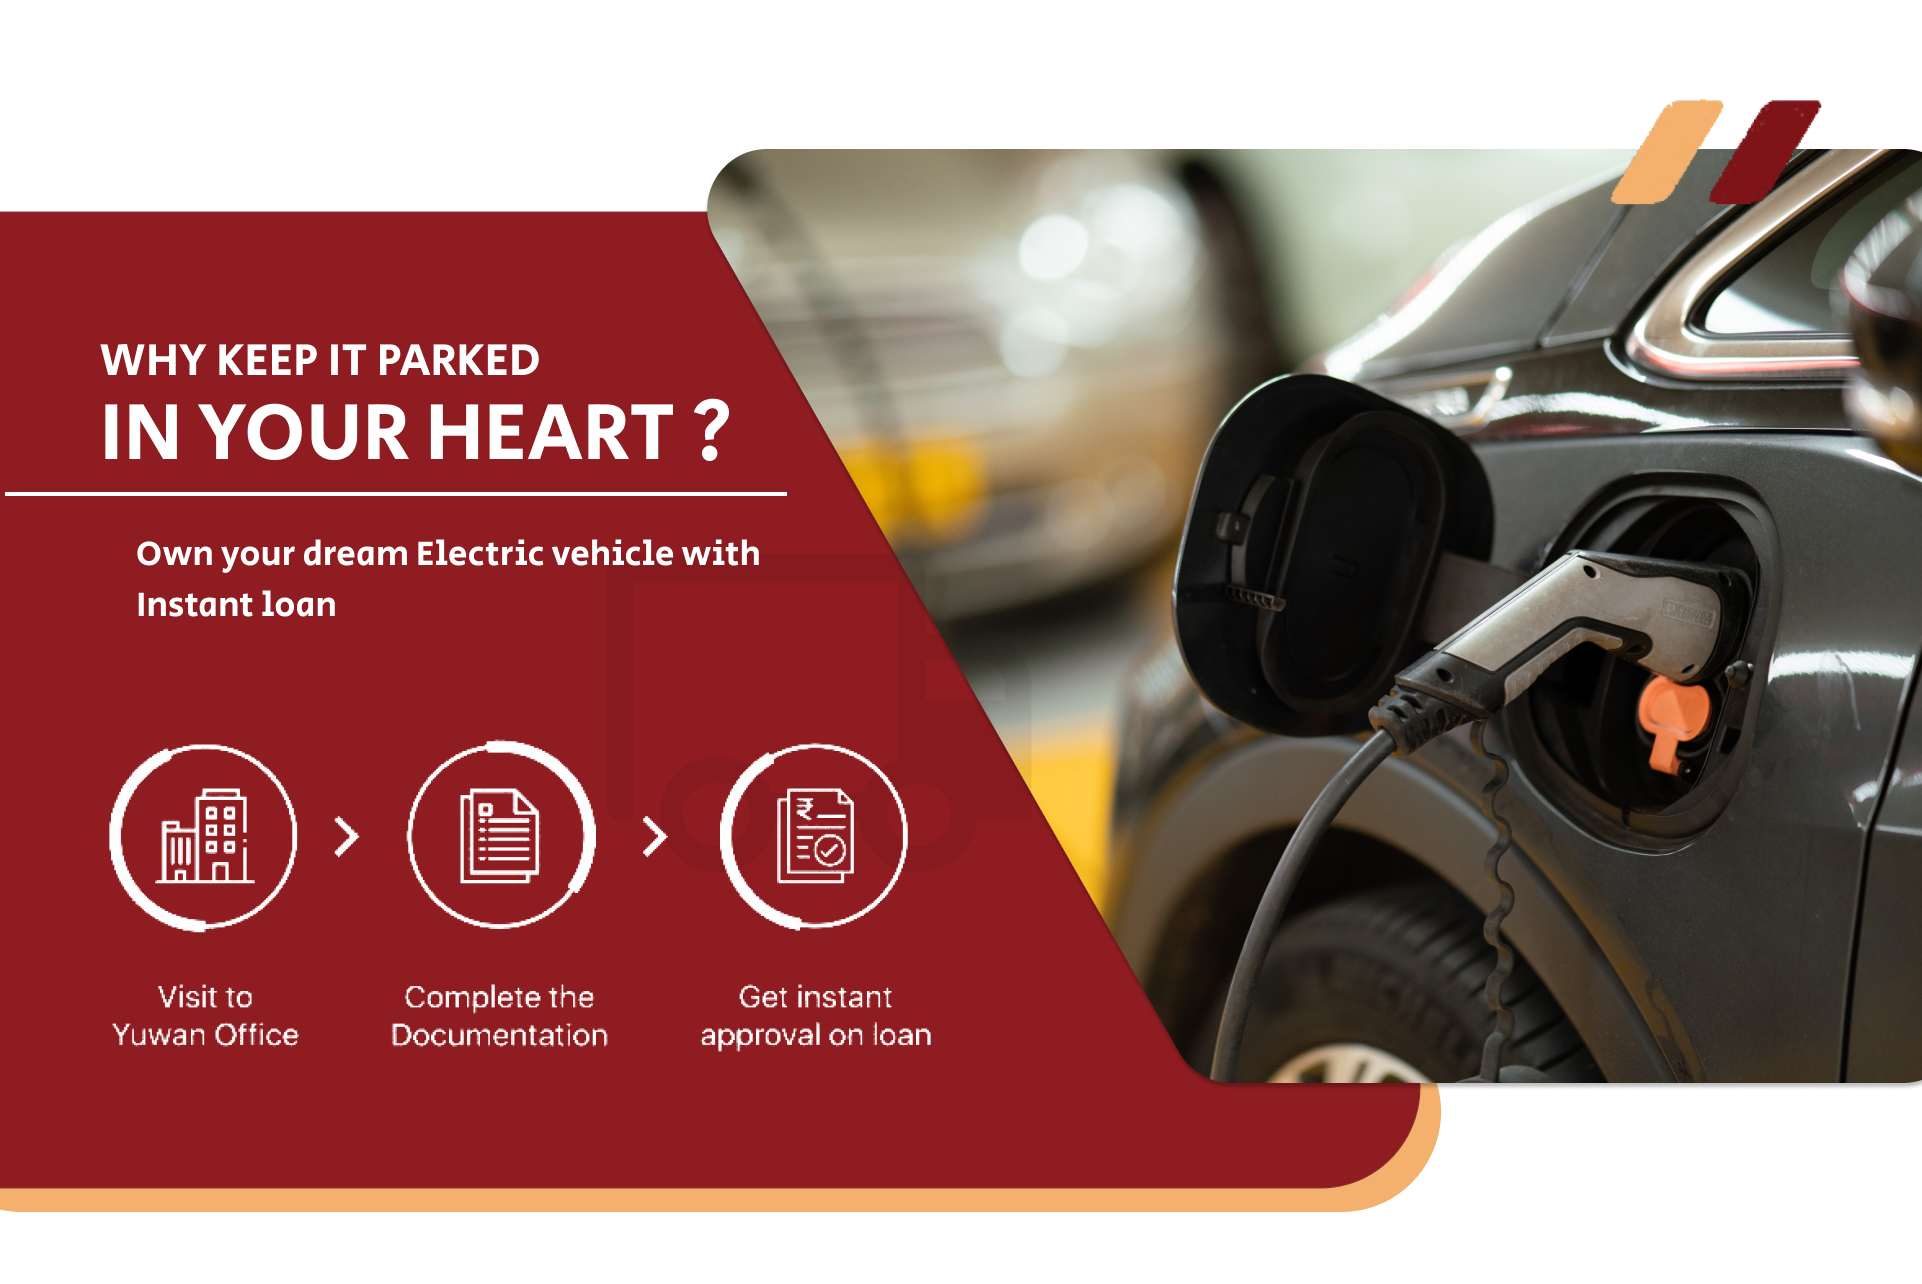 WHY KEEP IT PARKED
IN YOUR HEART ?
Own your dream Electric vehicle with
Instant loan
₹
Visit to
Yuwan Office
Complete the
Documentation
Get instant
approval on loan